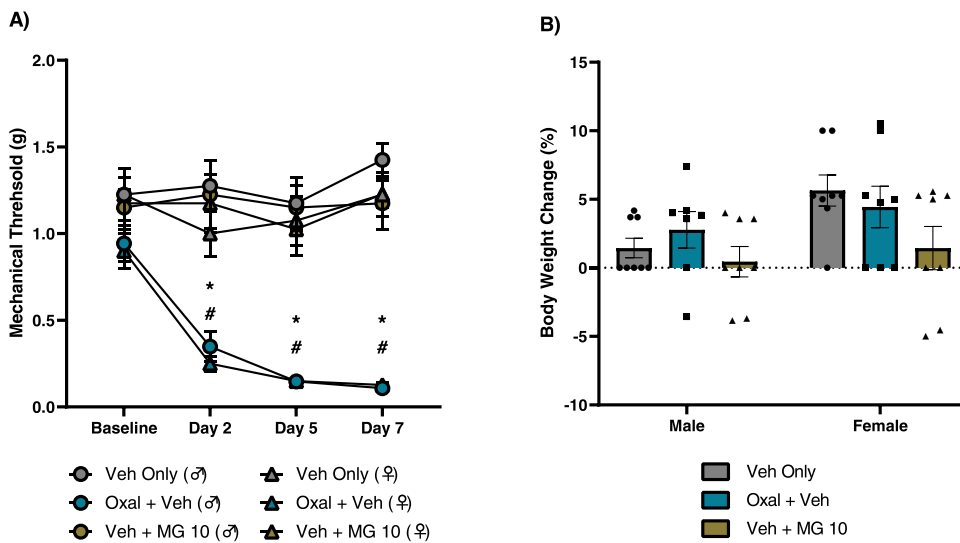 A)
Mechanical Threhsold (g)
2.0
1.5
1.0
0.5
0.0
*
#
*
#
*
#
Baseline Day 2 Day 5 Day 7
Veh Only (♂) Veh Only (♀)
Oxal + Veh (♂) Oxal + Veh (♀)
Veh + MG 10 (♂) Veh + MG 10 (♀)
B)
Body Weight Change (%)
15
10
5
0
-5
-10
Male Female
Veh Only
Oxal + Veh
Veh + MG 10